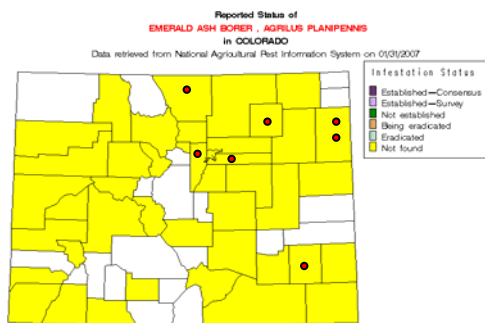 Reported Status of
EMERALD ASH BORER , AGRILUS PLANIPENNIS
in COLORADO
Data retrieved from National Agricultural Pest Information System on 01/31/2007
Infestation Status
Established—Consensus
Established—Survey
Not established
Being eradicated
Eradicated
Not found